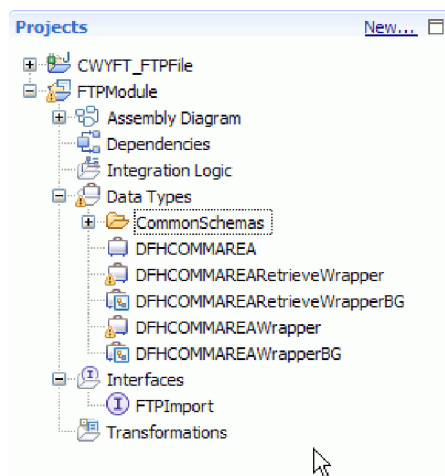 Projects New...
CWYFT_FTPFile
FTPModule
Assembly Diagram
Dependencies
Integration Logic
Data Types
CommonSchemas
DFHCOMMAREA
DFHCOMMAREARetrieveWrapper
DFHCOMMAREARetrieveWrapperBG
DFHCOMMAREAWrapper
DFHCOMMAREAWrapperBG
Interfaces
FTPImport
Transformations